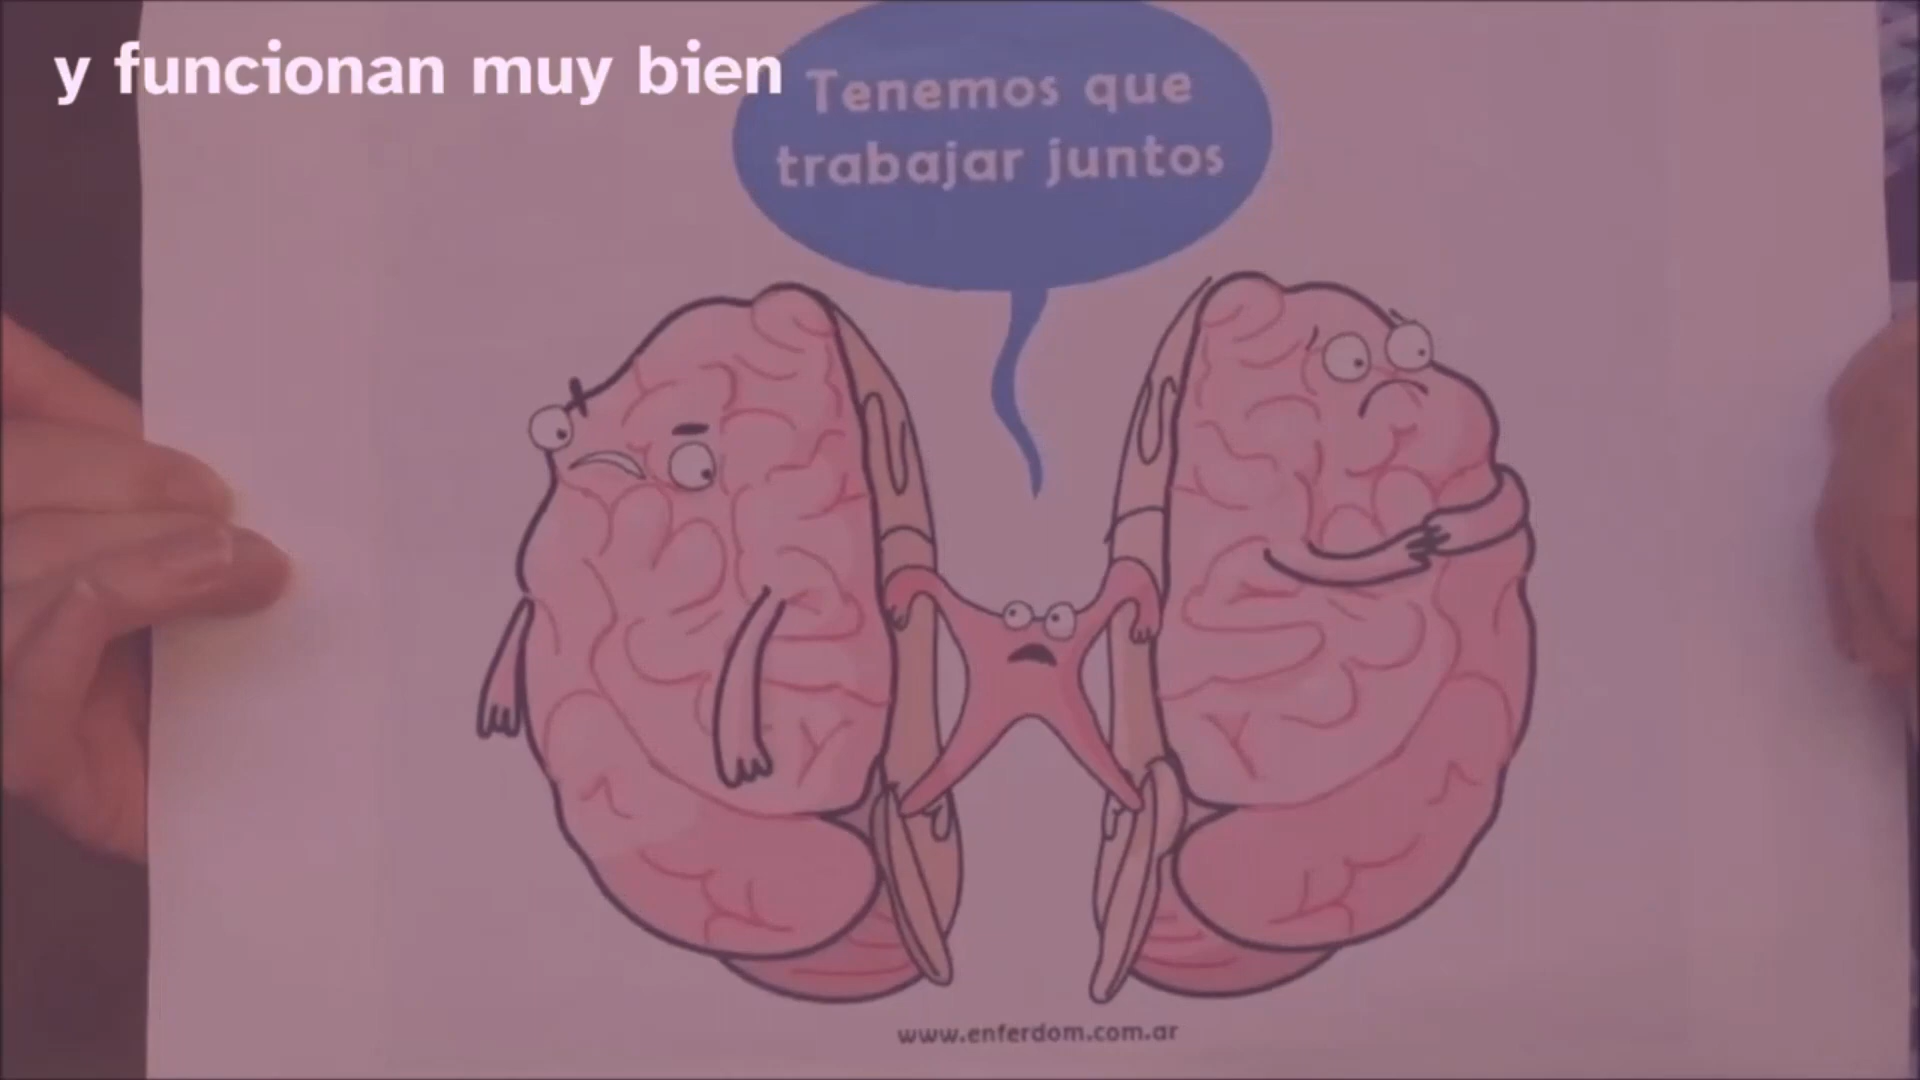 y funcionan muy bien
Tenemos que
trabajar juntos
www.enferdom.com.ar